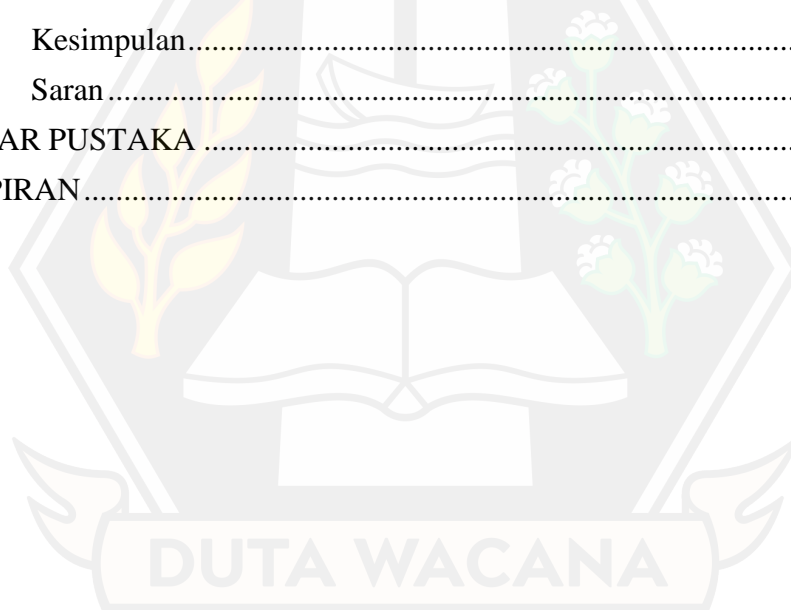 Kesimpulan...........................................................................
Saran.....................................................................................
AR PUSTAKA .........................................................................
PIRAN........................................................................................
DUTA WACANA